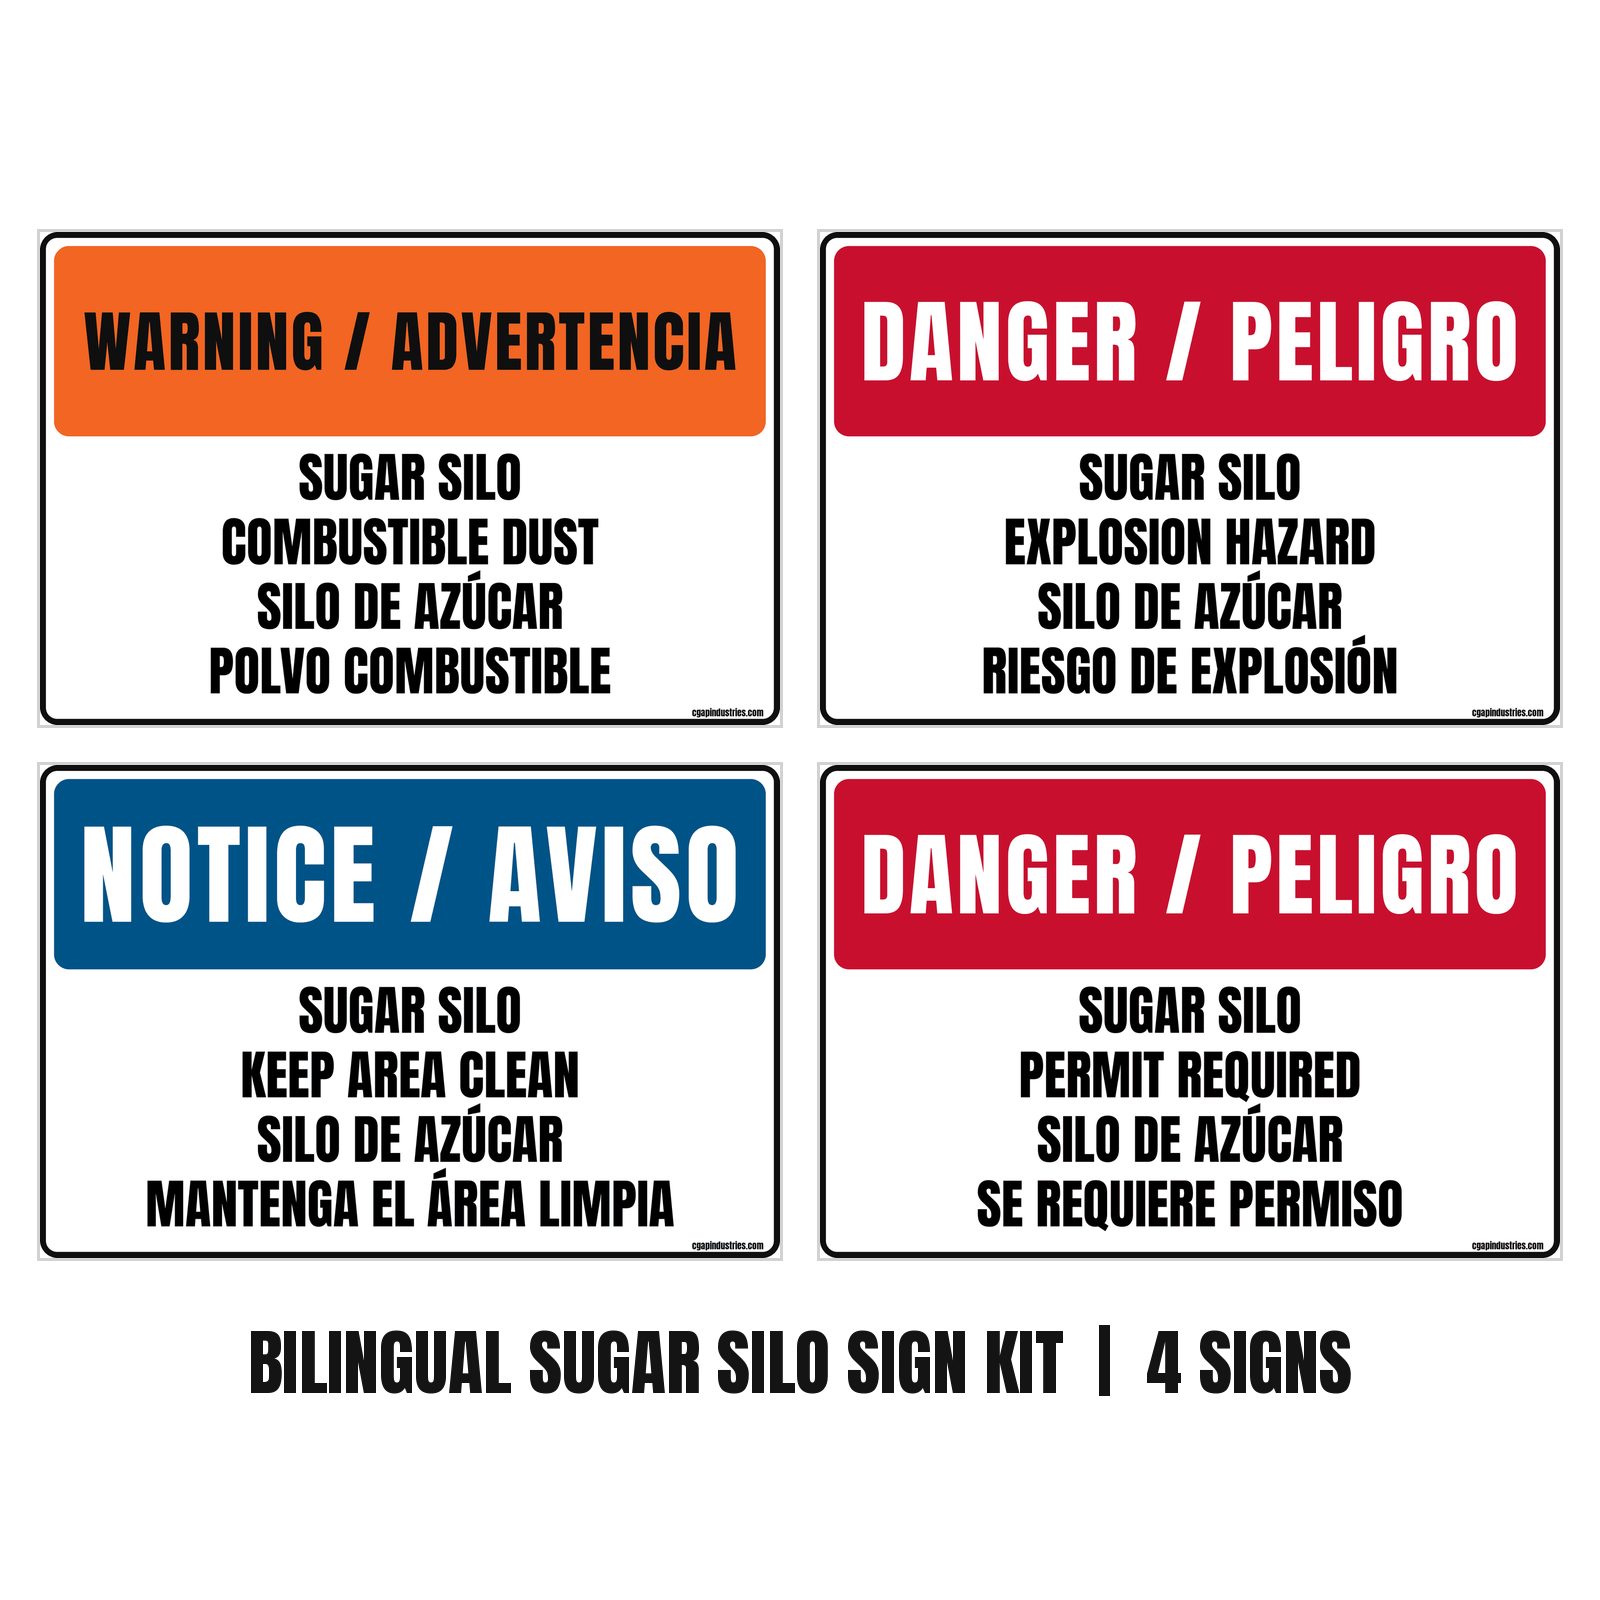 WARNING / ADVERTENCIA
SUGAR SILO
COMBUSTIBLE DUST
SILO DE AZÚCAR
POLVO COMBUSTIBLE
cgapindustries.com
DANGER / PELIGRO
SUGAR SILO
EXPLOSION HAZARD
SILO DE AZÚCAR
RIESGO DE EXPLOSIÓN
cgapindustries.com
NOTICE / AVISO
SUGAR SILO
KEEP AREA CLEAN
SILO DE AZÚCAR
MANTENGA EL ÁREA LIMPIA
cgapindustries.com
DANGER / PELIGRO
SUGAR SILO
PERMIT REQUIRED
SILO DE AZÚCAR
SE REQUIERE PERMISO
cgapindustries.com
BILINGUAL SUGAR SILO SIGN KIT | 4 SIGNS